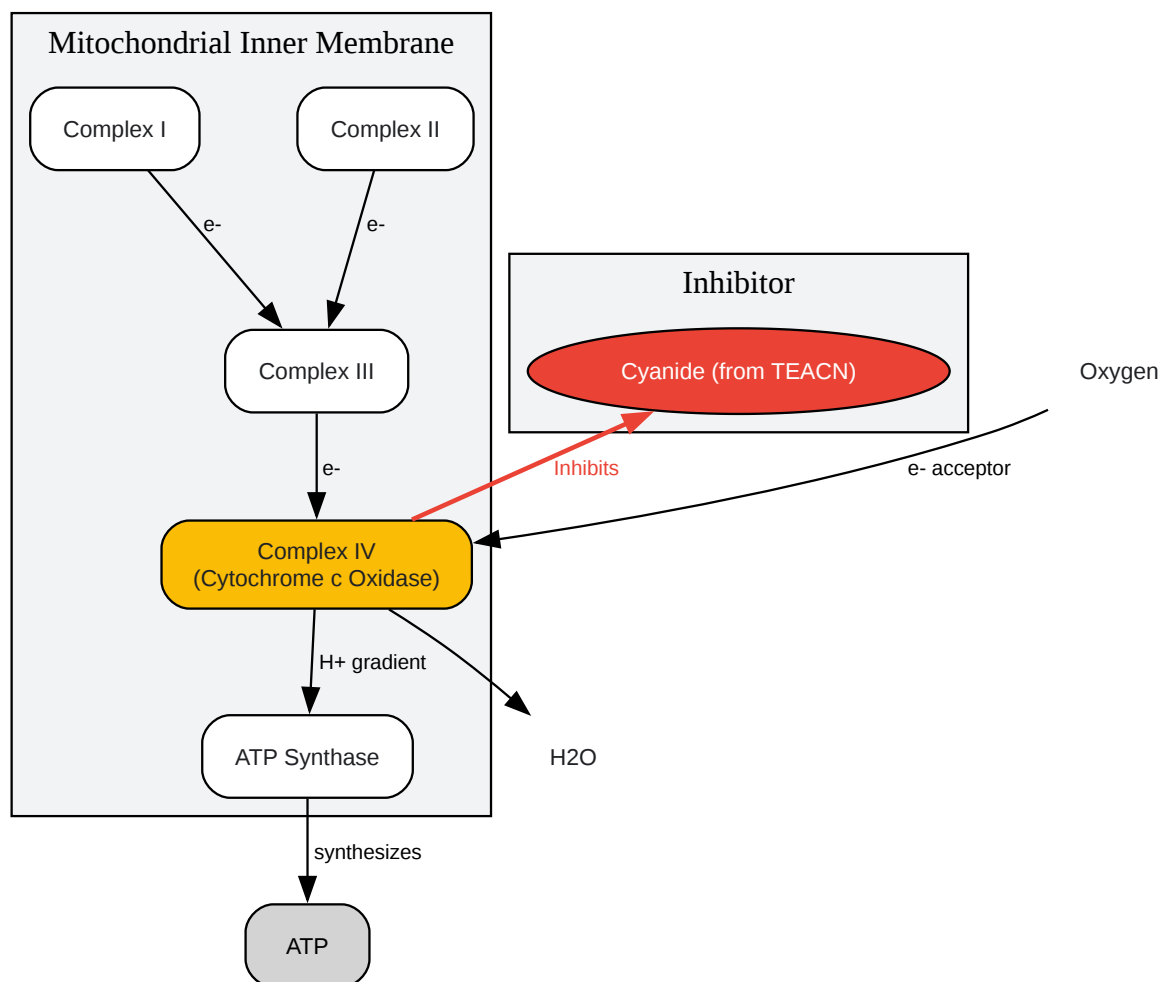 Mitochondrial Inner Membrane
Complex I
Complex II
e-
e-
Inhibitor
Complex III
Cyanide (from TEACN)
Oxygen
e-
Inhibits
e- acceptor
Complex IV
(Cytochrome c Oxidase)
H+ gradient
ATP Synthase
H2O
synthesizes
ATP